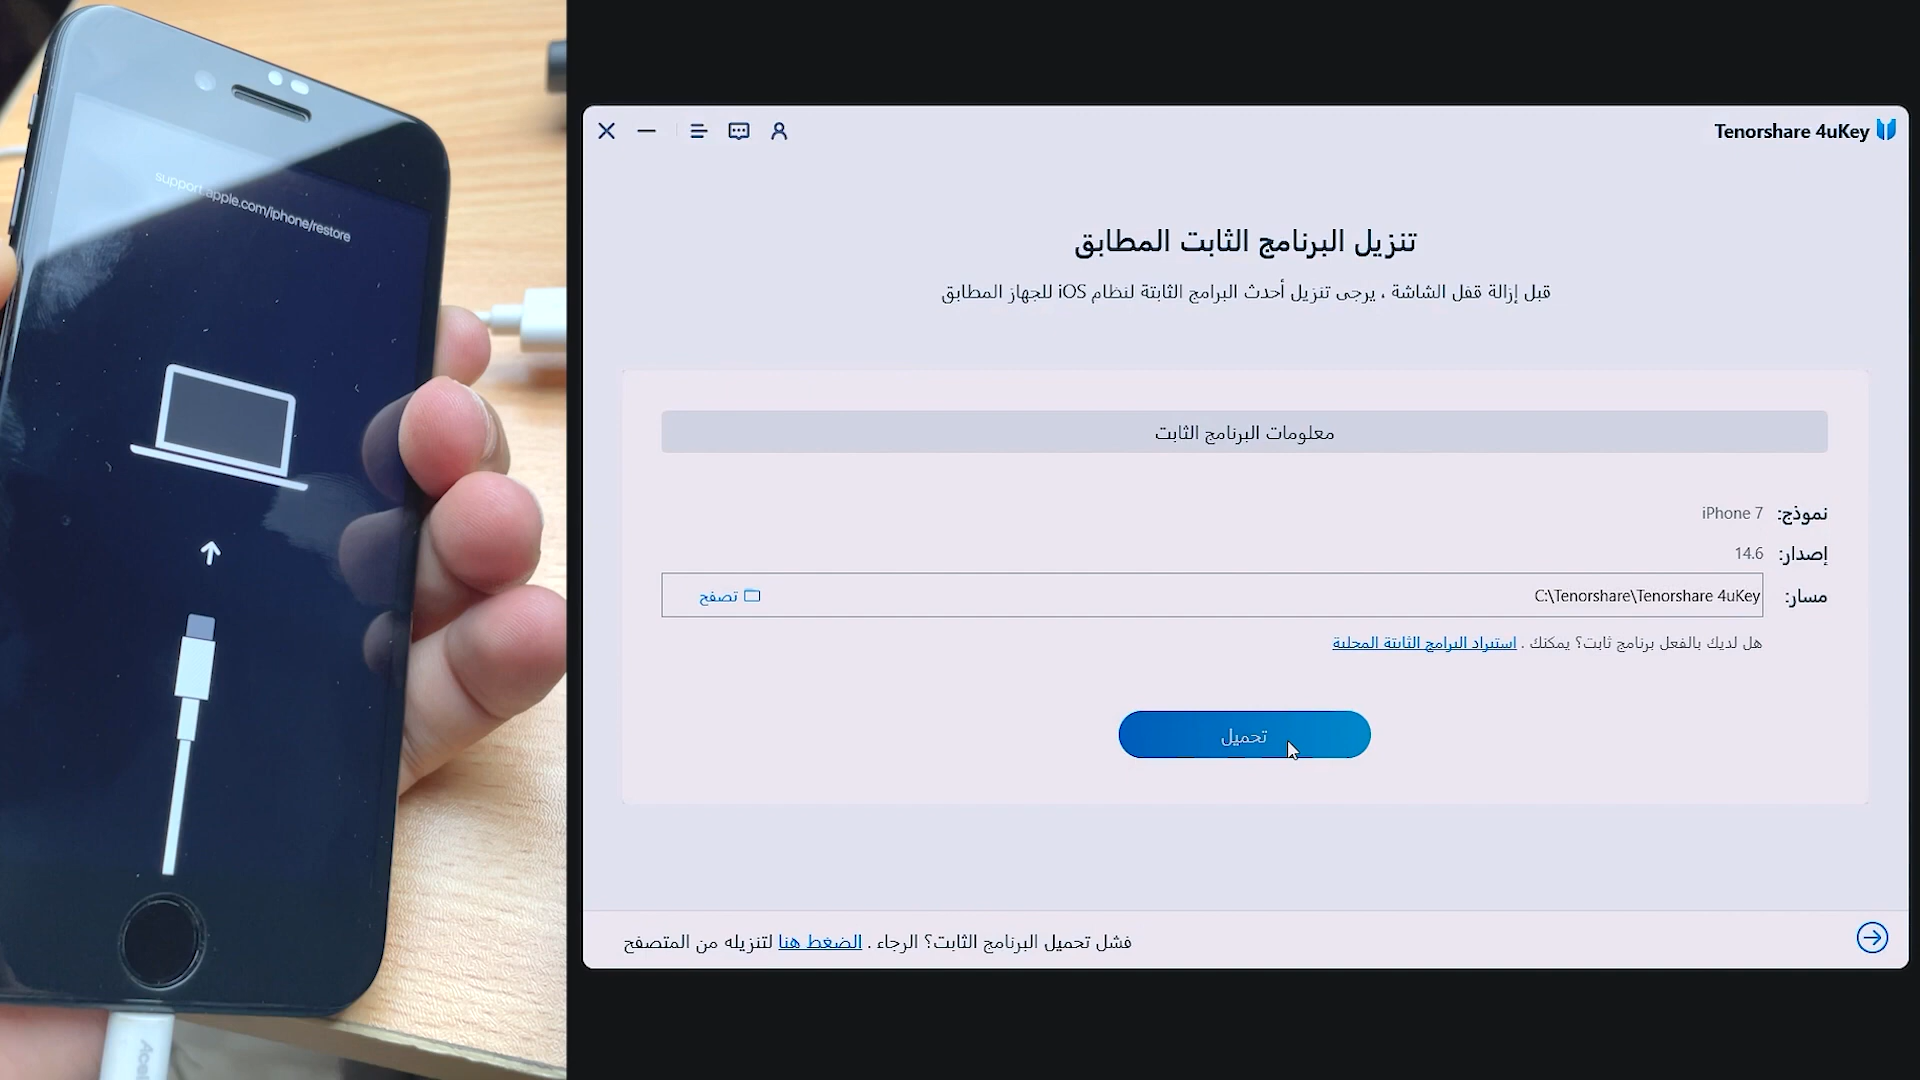 support.apple.com/iphone/restore
Tenorshare 4uKey
تنزيل البرنامج الثابت المطابق
قبل إزالة قفل الشاشة ، يرجى تنزيل أحدث البرامج الثابتة لنظام iOS للجهاز المطابق
معلومات البرنامج الثابت
نموذج: iPhone 7
إصدار: 14.6
مسار: C:\Tenorshare\Tenorshare 4uKey تصفح
هل لديك بالفعل برنامج ثابت؟ يمكنك . استيراد البرامج الثابتة المحلية
تحميل
فشل تحميل البرنامج الثابت؟ الرجاء . الضغط هنا لتنزيله من المتصفح